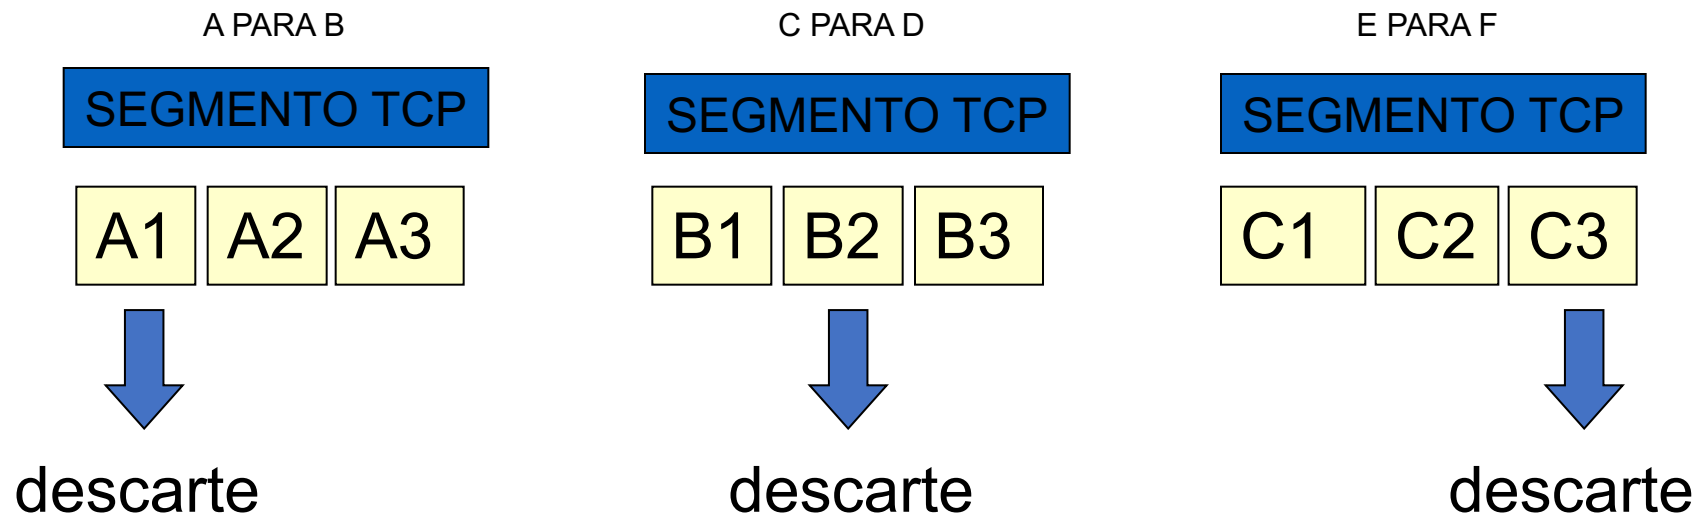 A PARA B
C PARA D
E PARA F
SEGMENTO TCP
SEGMENTO TCP
SEGMENTO TCP
A1 A2 A3
B1 B2 B3
C1 C2 C3
descarte
descarte
descarte